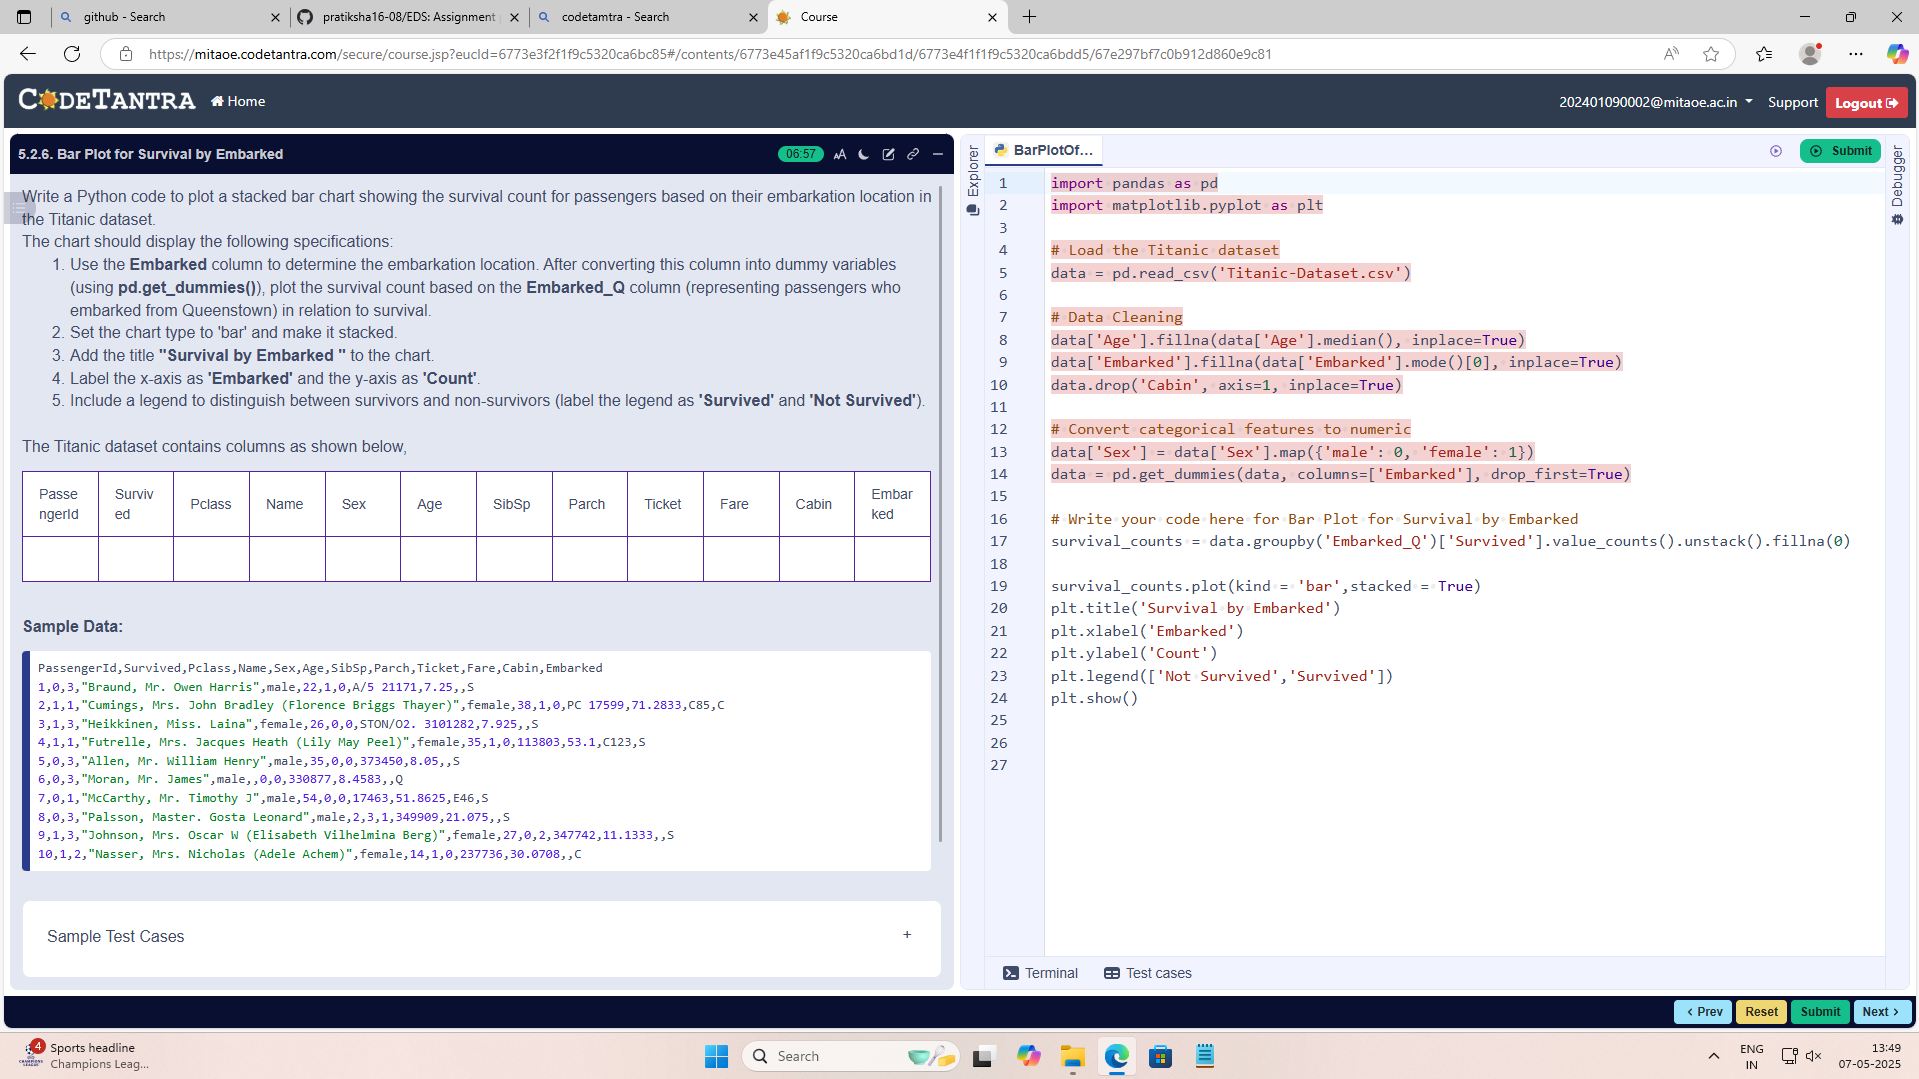 github - Search
pratiksha16-08/EDS: Assignment
codetamtra - Search
Course
https://mitaoe.codetantra.com/secure/course.jsp?eucId=6773e3f2f1f9c5320ca6bc85#/contents/6773e45af1f9c5320ca6bd1d/6773e4f1f1f9c5320ca6bdd5/67e297bf7c0b912d860e9c81
CODETANTRA
Home
202401090002@mitaoe.ac.in
Support
Logout
5.2.6. Bar Plot for Survival by Embarked
06:57
AA
Write a Python code to plot a stacked bar chart showing the survival count for passengers based on their embarkation location in
the Titanic dataset.
The chart should display the following specifications:
1. Use the Embarked column to determine the embarkation location. After converting this column into dummy variables
(using pd.get_dummies()), plot the survival count based on the Embarked_Q column (representing passengers who
embarked from Queenstown) in relation to survival.
2. Set the chart type to 'bar' and make it stacked.
3. Add the title "Survival by Embarked " to the chart.
4. Label the x-axis as 'Embarked' and the y-axis as 'Count'.
5. Include a legend to distinguish between survivors and non-survivors (label the legend as 'Survived' and 'Not Survived').
The Titanic dataset contains columns as shown below,
Passe
ngerId
Surviv
ed
Pclass
Name
Sex
Age
SibSp
Parch
Ticket
Fare
Cabin
Embar
ked
Sample Data:
PassengerId,Survived,Pclass,Name,Sex,Age,SibSp,Parch,Ticket,Fare,Cabin,Embarked
1,0,3,"Braund, Mr. Owen Harris",male,22,1,0,A/5 21171,7.25,,S
2,1,1,"Cumings, Mrs. John Bradley (Florence Briggs Thayer)",female,38,1,0,PC 17599,71.2833,C85,C
3,1,3,"Heikkinen, Miss. Laina",female,26,0,0,STON/O2. 3101282,7.925,,S
4,1,1,"Futrelle, Mrs. Jacques Heath (Lily May Peel)",female,35,1,0,113803,53.1,C123,S
5,0,3,"Allen, Mr. William Henry",male,35,0,0,373450,8.05,,S
6,0,3,"Moran, Mr. James",male,,0,0,330877,8.4583,,Q
7,0,1,"McCarthy, Mr. Timothy J",male,54,0,0,17463,51.8625,E46,S
8,0,3,"Palsson, Master. Gosta Leonard",male,2,3,1,349909,21.075,,S
9,1,3,"Johnson, Mrs. Oscar W (Elisabeth Vilhelmina Berg)",female,27,0,2,347742,11.1333,,S
10,1,2,"Nasser, Mrs. Nicholas (Adele Achem)",female,14,1,0,237736,30.0708,,C
Sample Test Cases
+
Explorer
BarPlotOf...
Submit
Debugger
1 import pandas as pd
2 import matplotlib.pyplot as plt
3
4 # Load the Titanic dataset
5 data = pd.read_csv('Titanic-Dataset.csv')
6
7 # Data Cleaning
8 data['Age'].fillna(data['Age'].median(), inplace=True)
9 data['Embarked'].fillna(data['Embarked'].mode()[0], inplace=True)
10 data.drop('Cabin', axis=1, inplace=True)
11
12 # Convert categorical features to numeric
13 data['Sex'] = data['Sex'].map({'male': 0, 'female': 1})
14 data = pd.get_dummies(data, columns=['Embarked'], drop_first=True)
15
16 # Write your code here for Bar Plot for Survival by Embarked
17 survival_counts = data.groupby('Embarked_Q')['Survived'].value_counts().unstack().fillna(0)
18
19 survival_counts.plot(kind = 'bar',stacked = True)
20 plt.title('Survival by Embarked')
21 plt.xlabel('Embarked')
22 plt.ylabel('Count')
23 plt.legend(['Not Survived','Survived'])
24 plt.show()
25
26
27
Terminal
Test cases
Prev
Reset
Submit
Next
4
Sports headline
Champions Leag...
Search
ENG
IN
13:49
07-05-2025